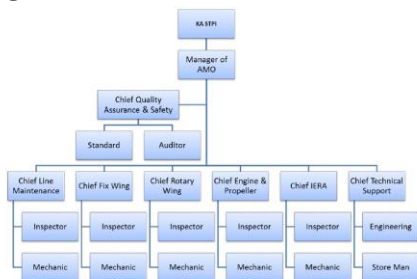 KA STPI
Manager of
AMO
Chief Quality
Assurance & Safety
Standard
Auditor
Chief Line
Maintenance
Chief Fix Wing
Chief Rotary
Wing
Chief Engine &
Propeller
Chief IERA
Chief Technical
Support
Inspector
Inspector
Inspector
Inspector
Inspector
Engineering
Mechanic
Mechanic
Mechanic
Mechanic
Mechanic
Store Man